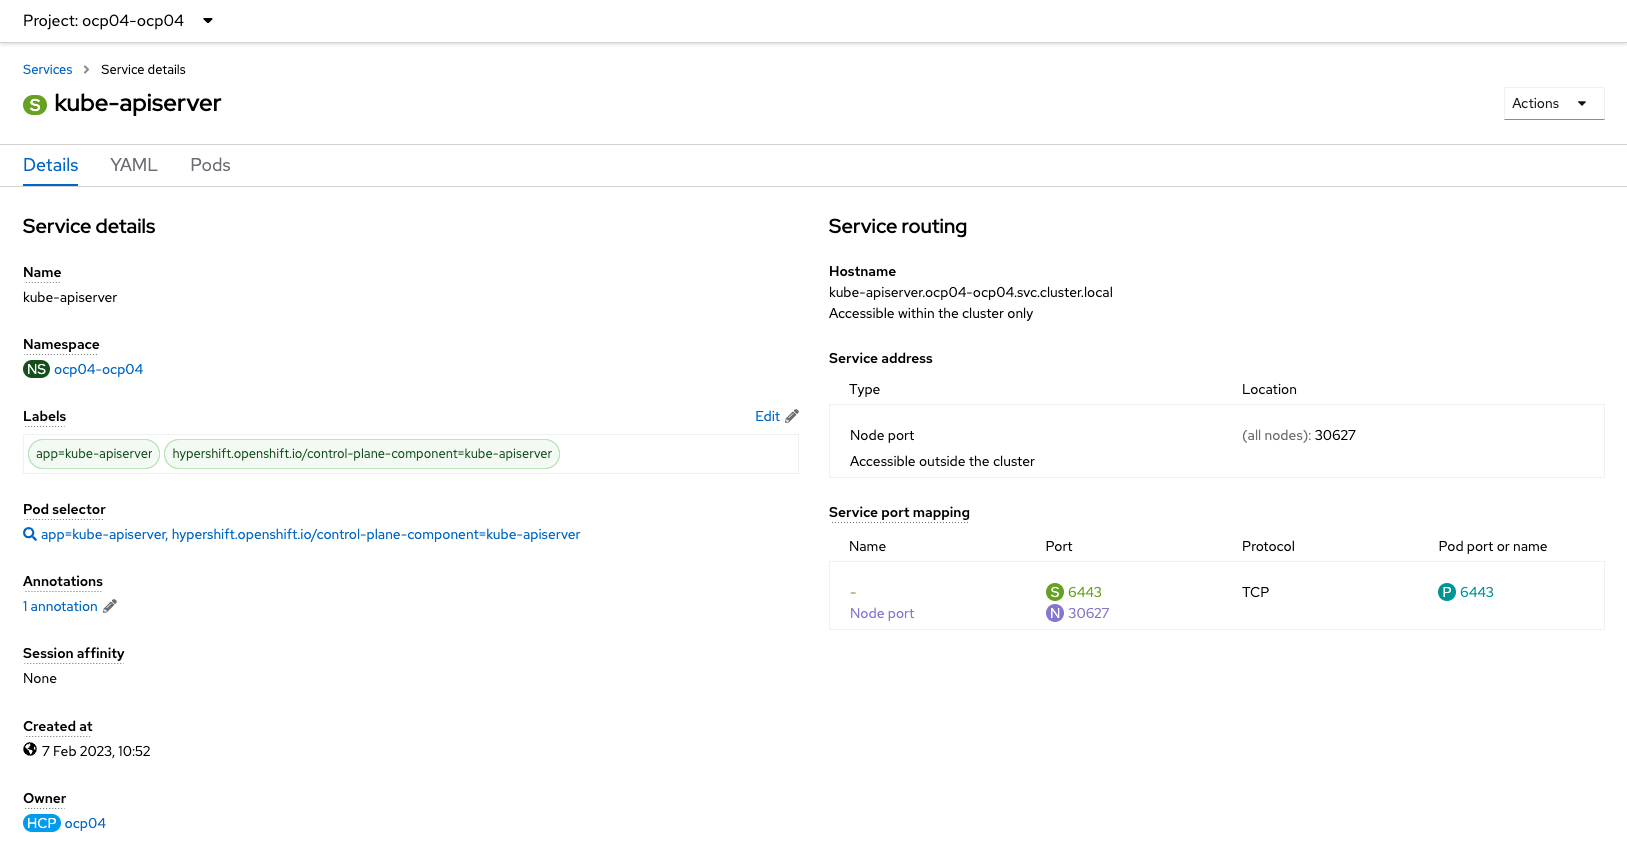 Project: ocp04-ocp04
Services > Service details
S kube-apiserver
Actions
Details YAML Pods
Service details
Name
kube-apiserver
Namespace
NS ocp04-ocp04
Labels
Edit
app=kube-apiserver hypershift.openshift.io/control-plane-component=kube-apiserver
Pod selector
app=kube-apiserver, hypershift.openshift.io/control-plane-component=kube-apiserver
Annotations
1 annotation
Session affinity
None
Created at
7 Feb 2023, 10:52
Owner
HCP ocp04
Service routing
Hostname
kube-apiserver.ocp04-ocp04.svc.cluster.local
Accessible within the cluster only
Service address
Type Location
Node port (all nodes): 30627
Accessible outside the cluster
Service port mapping
Name Port Protocol Pod port or name
- S 6443 TCP P 6443
Node port N 30627